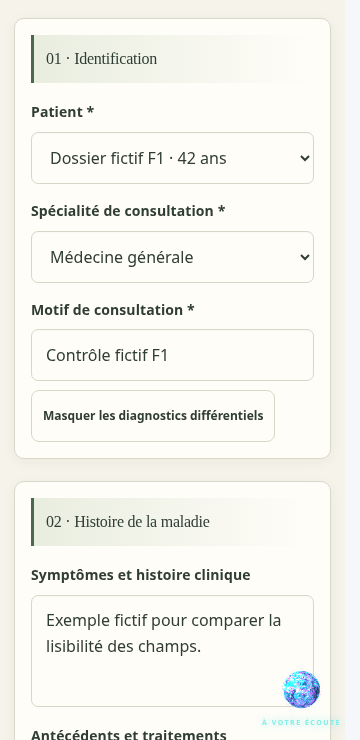 01 · Identification
Patient *
Dossier fictif F1 · 42 ans
Spécialité de consultation *
Médecine générale
Motif de consultation *
Contrôle fictif F1
Masquer les diagnostics différentiels
02 · Histoire de la maladie
Symptômes et histoire clinique
Exemple fictif pour comparer la
lisibilité des champs.
À VOTRE ÉCOUTE
Antécédents et traitements